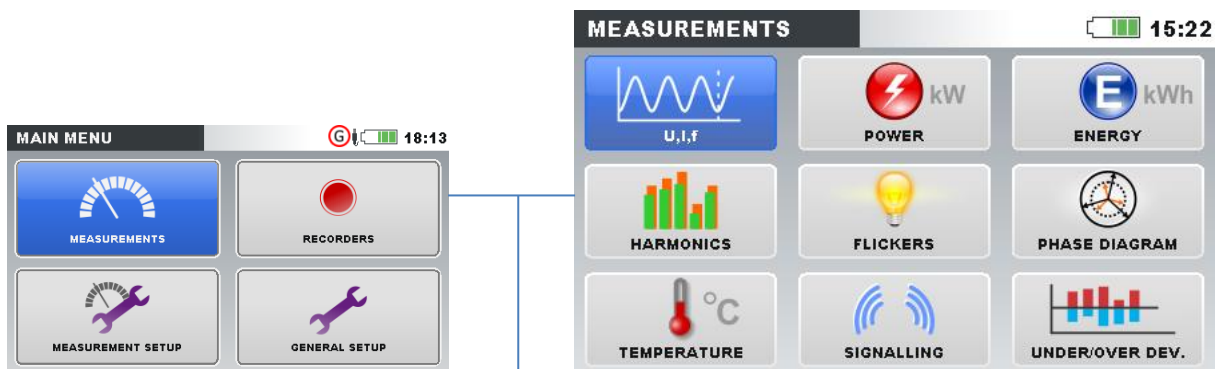 MAIN MENU
G 18:13
MEASUREMENTS
RECORDERS
MEASUREMENT SETUP
GENERAL SETUP
MEASUREMENTS
15:22
U,I,f
kW
POWER
E kWh
ENERGY
HARMONICS
FLICKERS
PHASE DIAGRAM
°C
TEMPERATURE
SIGNALLING
UNDER/OVER DEV.